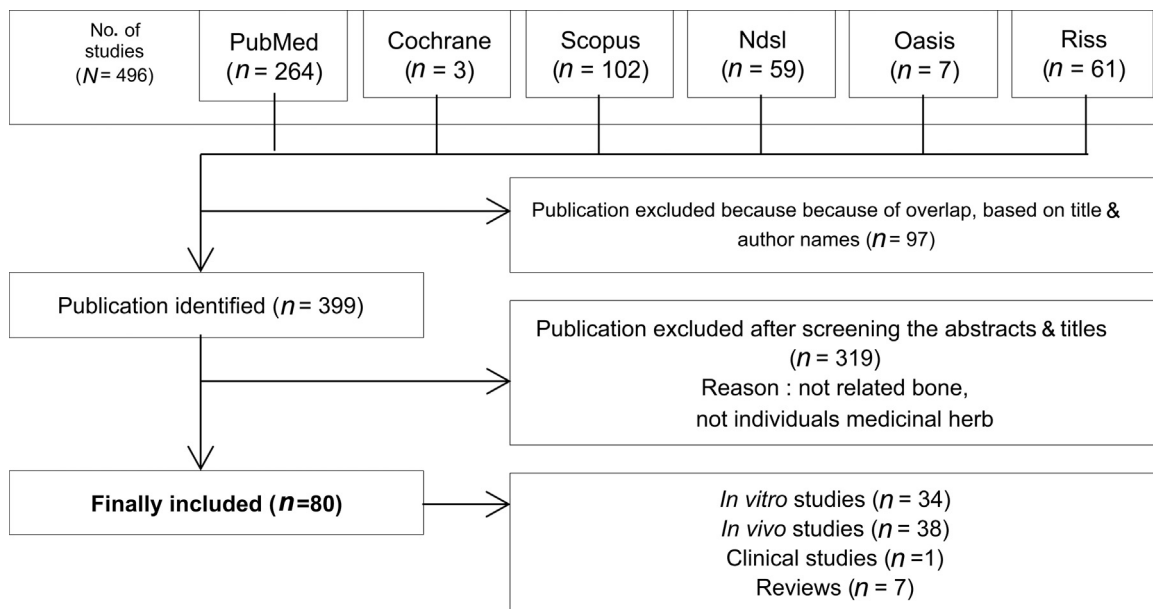 No. of
studies
(N = 496)
PubMed
(n = 264)
Cochrane
(n = 3)
Scopus
(n = 102)
Ndsl
(n = 59)
Oasis
(n = 7)
Riss
(n = 61)
Publication excluded because because of overlap, based on title &
author names (n = 97)
Publication identified (n = 399)
Publication excluded after screening the abstracts & titles
(n = 319)
Reason : not related bone,
not individuals medicinal herb
Finally included (n=80)
In vitro studies (n = 34)
In vivo studies (n = 38)
Clinical studies (n =1)
Reviews (n = 7)